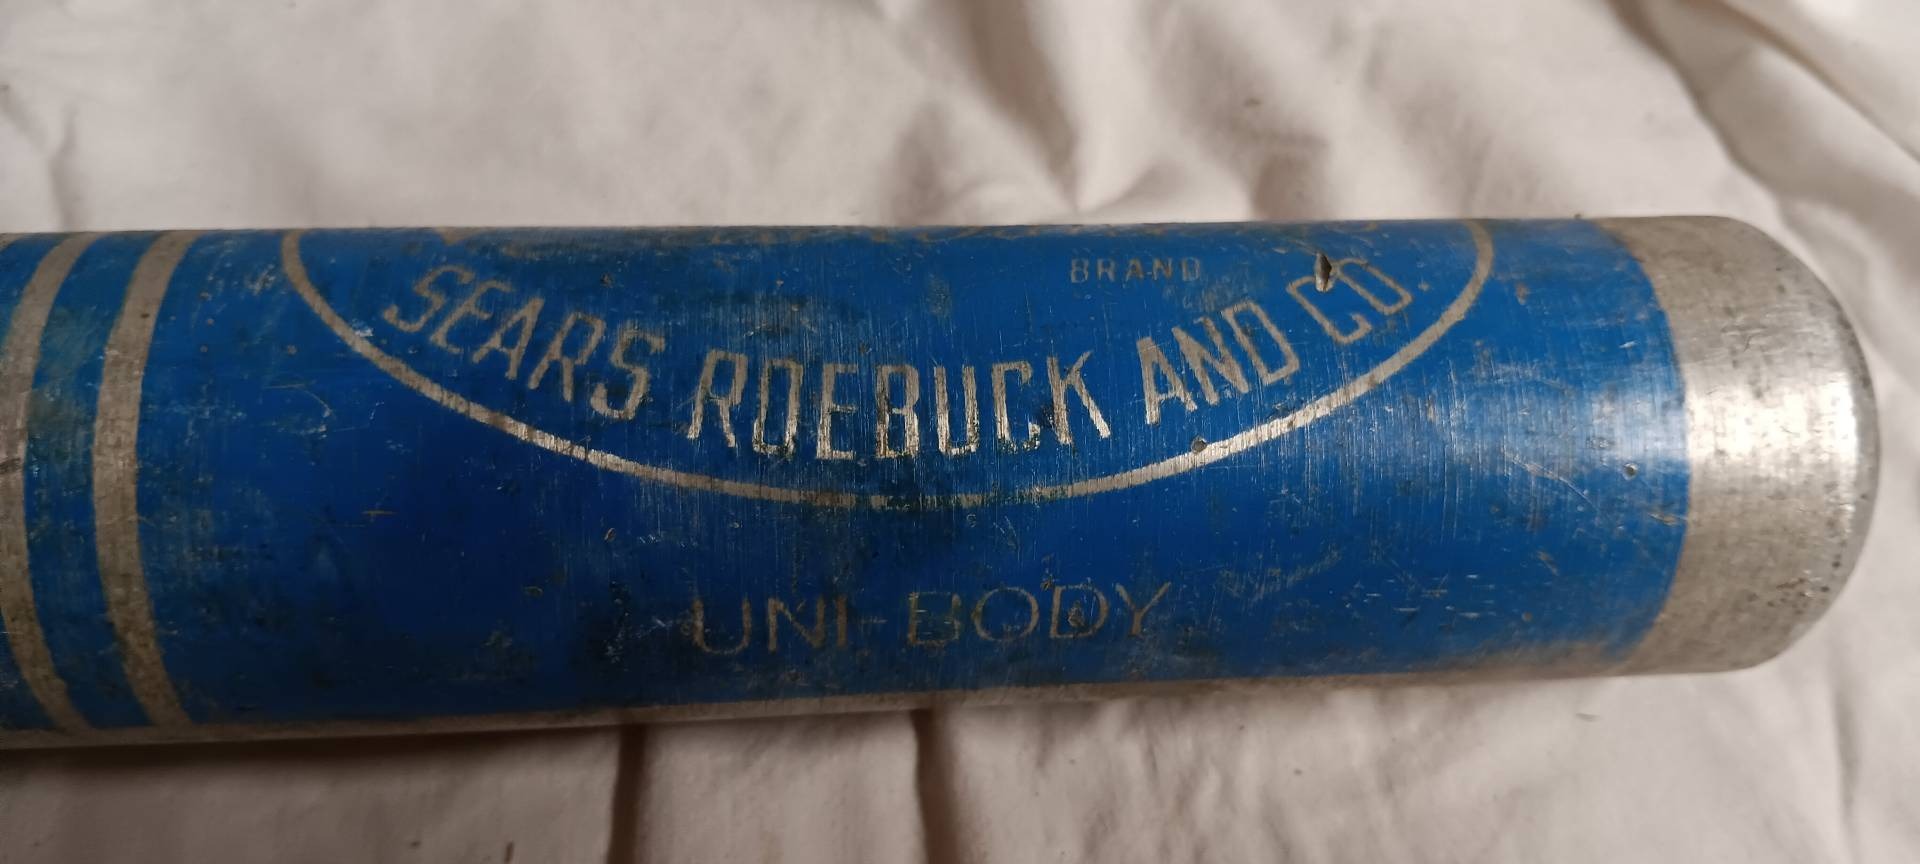 BRAND
SEARS ROEBUCK AND CO.
UNI-BODY